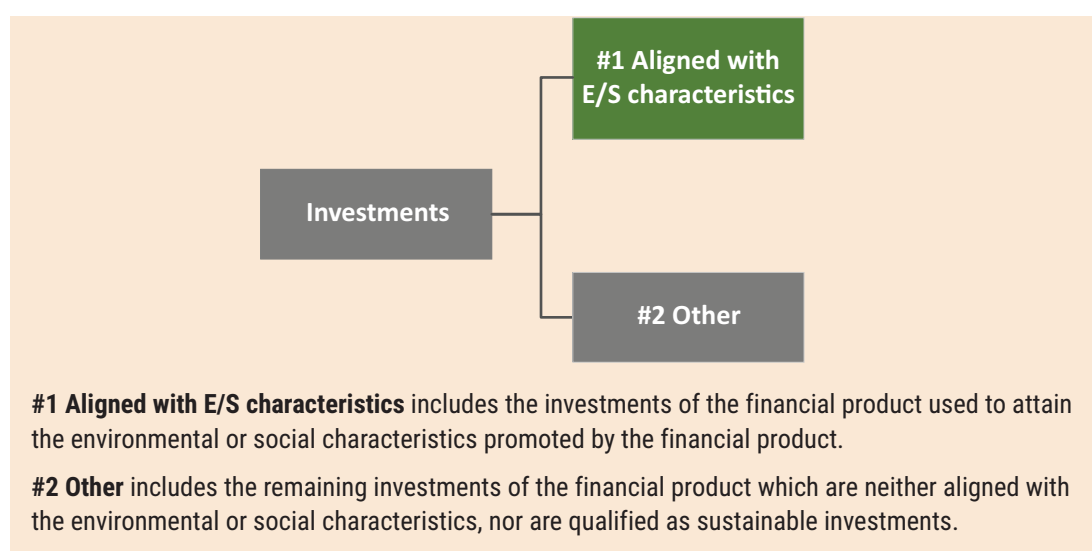 #1 Aligned with
E/S characteristics
Investments
#2 Other
#1 Aligned with E/S characteristics includes the investments of the financial product used to attain
the environmental or social characteristics promoted by the financial product.
#2 Other includes the remaining investments of the financial product which are neither aligned with
the environmental or social characteristics, nor are qualified as sustainable investments.